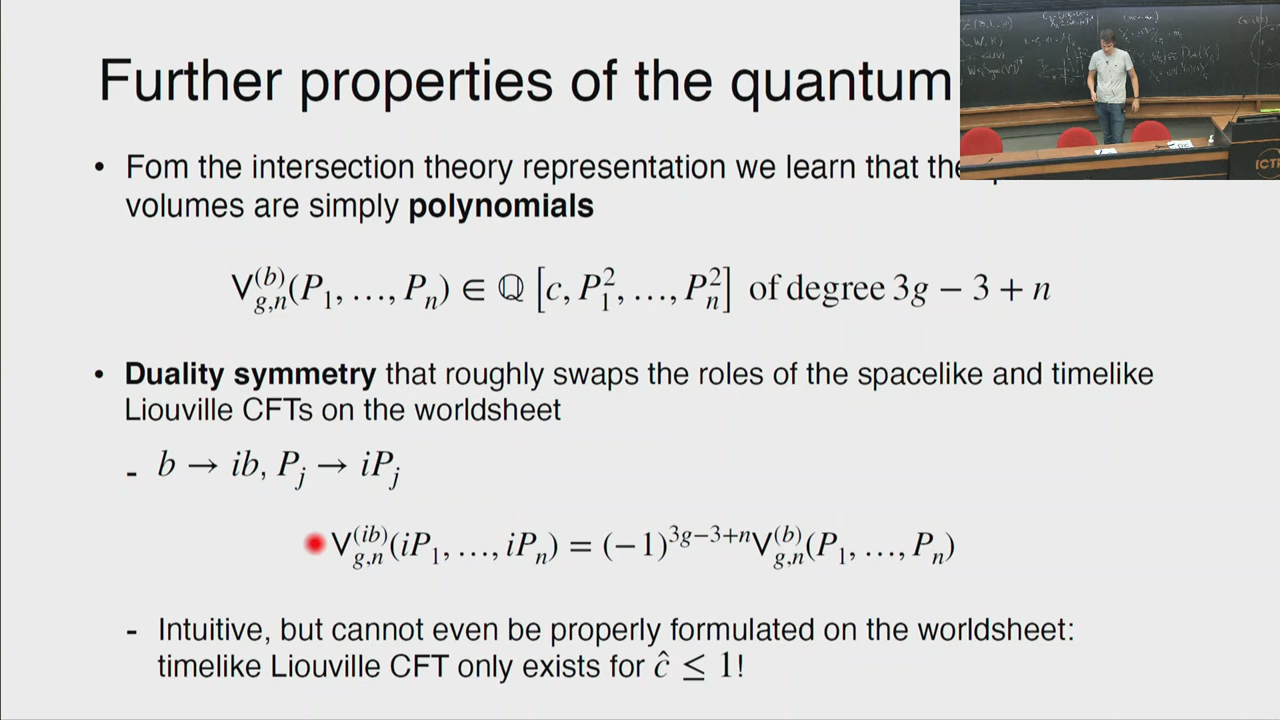 Further properties of the quantum
• Fom the intersection theory representation we learn that the
volumes are simply polynomials
V_{g,n}^{(b)}(P_1, …, P_n) ∈ ℚ [c, P_1^2, …, P_n^2] of degree 3g − 3 + n
• Duality symmetry that roughly swaps the roles of the spacelike and timelike
Liouville CFTs on the worldsheet
- b → ib, P_j → iP_j
V_{g,n}^{(ib)}(iP_1, …, iP_n) = (−1)^{3g−3+n}V_{g,n}^{(b)}(P_1, …, P_n)
- Intuitive, but cannot even be properly formulated on the worldsheet:
timelike Liouville CFT only exists for ĉ ≤ 1!